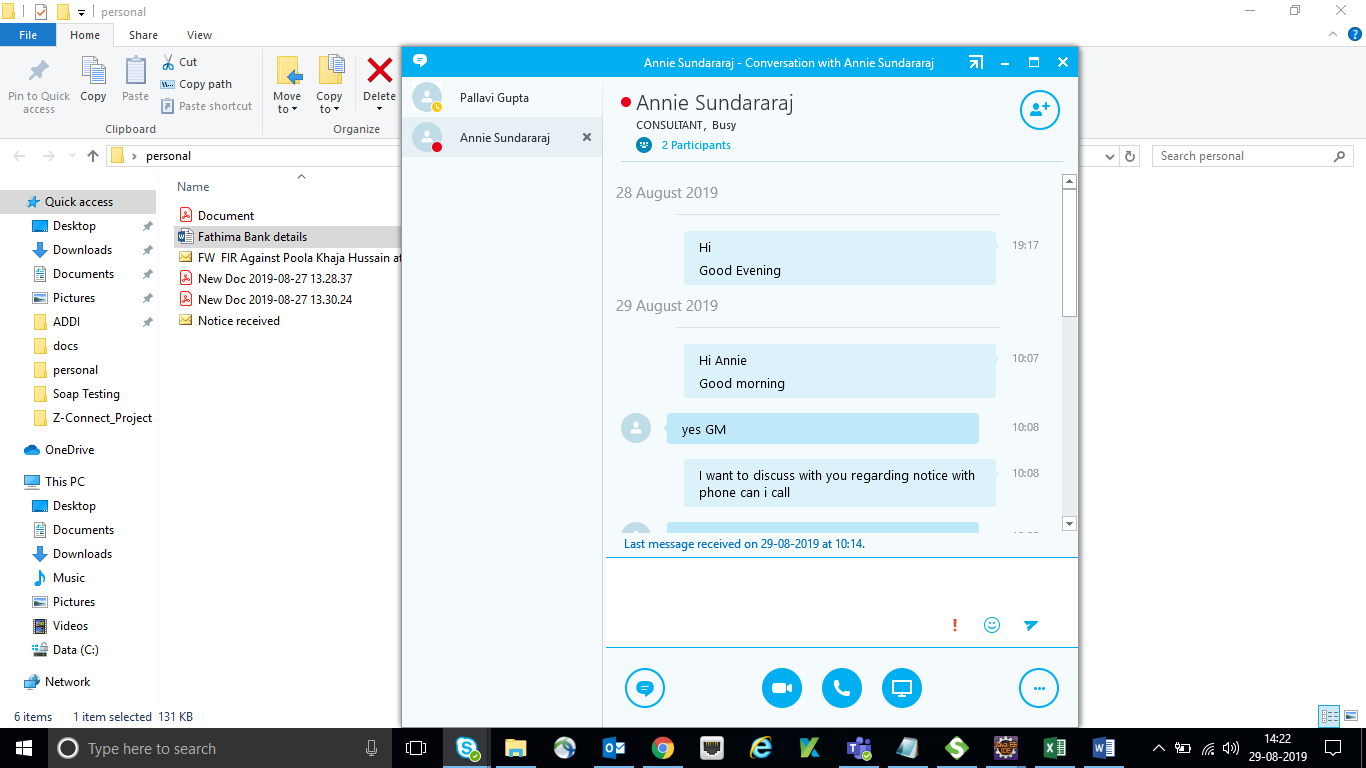 personal
File
Home
Share
View
Pin to Quick
access
Copy
Paste
Cut
Copy path
Paste shortcut
Move
to
Copy
to
Delete
Clipboard
Organize
personal
Search personal
Quick access
Desktop
Downloads
Documents
Pictures
ADDI
docs
personal
Soap Testing
Z-Connect_Project
OneDrive
This PC
Desktop
Documents
Downloads
Music
Pictures
Videos
Data (C:)
Network
Name
Document
Fathima Bank details
FW FIR Against Poola Khaja Hussain at
New Doc 2019-08-27 13.28.37
New Doc 2019-08-27 13.30.24
Notice received
6 items
1 item selected 131 KB
Annie Sundararaj - Conversation with Annie Sundararaj
Pallavi Gupta
Annie Sundararaj
Annie Sundararaj
CONSULTANT, Busy
2 Participants
28 August 2019
Hi
Good Evening
19:17
29 August 2019
Hi Annie
Good morning
10:07
yes GM
10:08
I want to discuss with you regarding notice with
phone can i call
10:08
Last message received on 29-08-2019 at 10:14.
Type here to search
14:22
29-08-2019